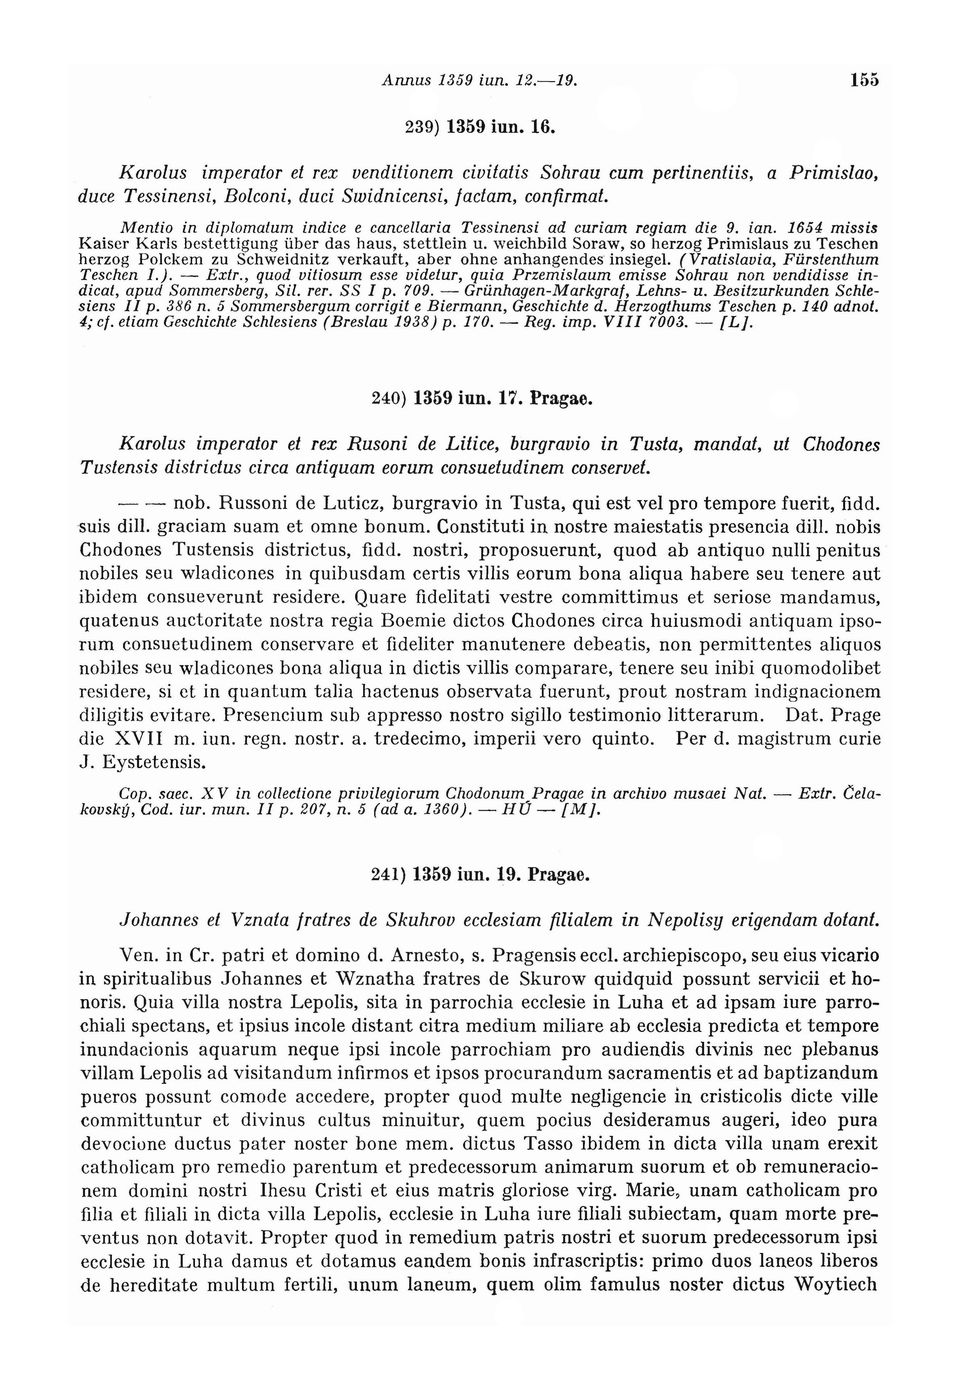 Annus 1359 iun. 12.—19. 155
239) 1359 iun. 16.
Karolus imperator et rex venditionem civitatis Sohrau cum pertinentiis, a Primislao,
duce Tessinensi, Bolconi, duci Swidnicensi, factam, confirmat.
Mentio in diplomatum indice e cancellaria Tessinensi ad curiam regiam die 9. ian. 1654 missis
Kaiser Karls bestettigung über das haus, stettlein u. weichbild Soraw, so herzog Primislaus zu Teschen
herzog Polckem zu Schweidnitz verkauft, aber ohne anhangendes insiegel. (Vratislavia, Fürstenthum
Teschen I.). — Extr., quod vitiosum esse videtur, quia Przemislaum emisse Sohrau non vendidisse in-
dicat, apud Sommersberg, Sil. rer. SS I p. 709. — Grünhagen-Markgraf, Lehns- u. Besitzurkunden Schle-
siens II p. 386 n. 5 Sommersbergum corrigit e Biermann, Geschichte d. Herzogthums Teschen p. 140 adnot.
4; cf. etiam Geschichte Schlesiens (Breslau 1938) p. 170. — Reg. imp. VIII 7003. — [L].
240) 1359 iun. 17. Pragae.
Karolus imperator et rex Rusoni de Litice, burgravio in Tusta, mandat, ut Chodones
Tustensis districtus circa antiquam eorum consuetudinem conservet.
— — nob. Russoni de Luticz, burgravio in Tusta, qui est vel pro tempore fuerit, fidd.
suis dill. graciam suam et omne bonum. Constituti in nostre maiestatis presencia dill. nobis
Chodones Tustensis districtus, fidd. nostri, proposuerunt, quod ab antiquo nulli penitus
nobiles seu wladicones in quibusdam certis villis eorum bona aliqua habere seu tenere aut
ibidem consueverunt residere. Quare fidelitati vestre committimus et seriose mandamus,
quatenus auctoritate nostra regia Boemie dictos Chodones circa huiusmodi antiquam ipso-
rum consuetudinem conservare et fideliter manutenere debeatis, non permittentes aliquos
nobiles seu wladicones bona aliqua in dictis villis comparare, tenere seu inibi quomodolibet
residere, si et in quantum talia hactenus observata fuerunt, prout nostram indignacionem
diligitis evitare. Presencium sub appresso nostro sigillo testimonio litterarum. Dat. Prage
die XVII m. iun. regn. nostr. a. tredecimo, imperii vero quinto. Per d. magistrum curie
J. Eystetensis.
Cop. saec. XV in collectione privilegiorum Chodonum Pragae in archivo musaei Nat. — Extr. Čela-
kovský, Cod. iur. mun. II p. 207, n. 5 (ad a. 1360). — HÚ — [M].
241) 1359 iun. 19. Pragae.
Johannes et Vznata fratres de Skuhrov ecclesiam filialem in Nepolisy erigendam dotant.
Ven. in Cr. patri et domino d. Arnesto, s. Pragensis eccl. archiepiscopo, seu eius vicario
in spiritualibus Johannes et Wznatha fratres de Skurow quidquid possunt servicii et ho-
noris. Quia villa nostra Lepolis, sita in parrochia ecclesie in Luha et ad ipsam iure parro-
chiali spectans, et ipsius incole distant citra medium miliare ab ecclesia predicta et tempore
inundacionis aquarum neque ipsi incole parrochiam pro audiendis divinis nec plebanus
villam Lepolis ad visitandum infirmos et ipsos procurandum sacramentis et ad baptizandum
pueros possunt comode accedere, propter quod multe negligencie in cristicolis dicte ville
committuntur et divinus cultus minuitur, quem pocius desideramus augeri, ideo pura
devocione ductus pater noster bone mem. dictus Tasso ibidem in dicta villa unam erexit
catholicam pro remedio parentum et predecessorum animarum suorum et ob remuneracio-
nem domini nostri Ihesu Cristi et eius matris gloriose virg. Marie, unam catholicam pro
filia et filiali in dicta villa Lepolis, ecclesie in Luha iure filiali subiectam, quam morte pre-
ventus non dotavit. Propter quod in remedium patris nostri et suorum predecessorum ipsi
ecclesie in Luha damus et dotamus eandem bonis infrascriptis: primo duos laneos liberos
de hereditate multum fertili, unum laneum, quem olim famulus noster dictus Woytiech